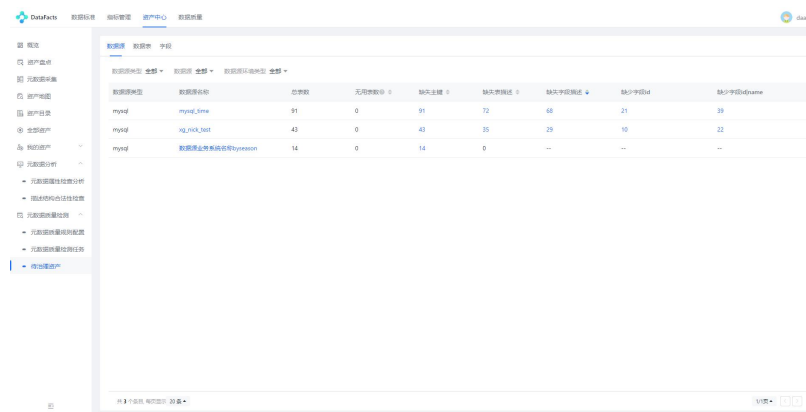 DataFacts 数据标准 指标管理 资产中心 数据质量 daa
概览
资产盘点
元数据采集
资产地图
资产目录
全部资产
我的资产
元数据分析
元数据属性检查分析
描述结构合法性检查
元数据质量检测
元数据质量规则配置
元数据质量检测任务
待治理资产
数据源 数据表 字段
数据源类型 全部 数据源 全部 数据源环境类型 全部
数据源类型 数据源名称 总表数 无用表数 缺失主键 缺失表描述 缺失字段描述 缺少字段id 缺少字段id|name
mysql mysql_time 91 0 91 72 68 21 39
mysql xg_nick_test 43 0 43 35 29 10 22
mysql 数据源业务系统名称byseason 14 0 14 0 -- -- --
共 3 个条目, 每页显示 20 条 1/1页